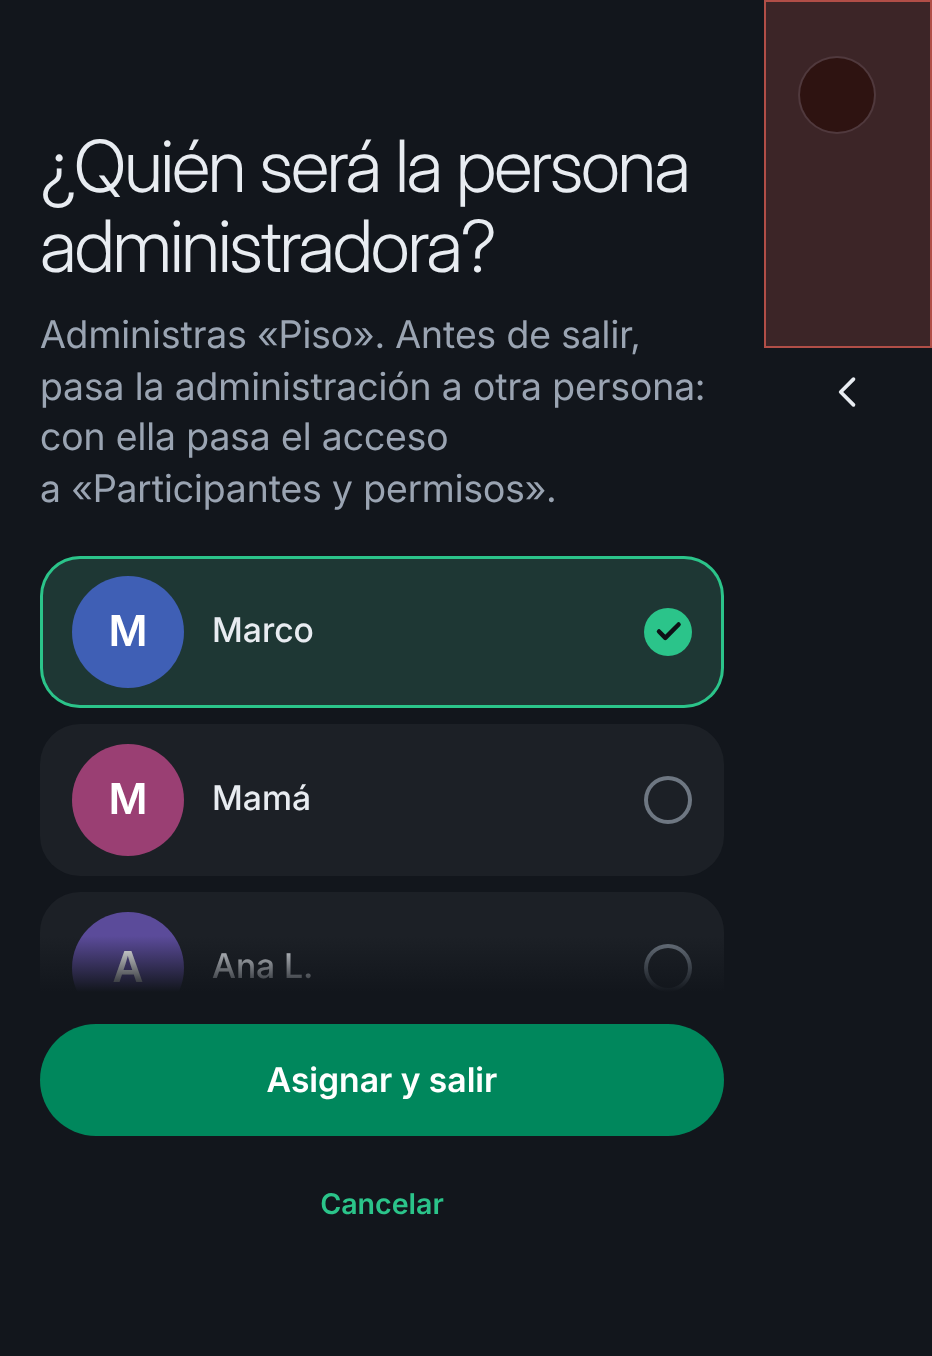 ¿Quién será la persona
administradora?
Administras «Piso». Antes de salir,
pasa la administración a otra persona:
con ella pasa el acceso
a «Participantes y permisos».
M Marco
M Mamá
A Ana L.
Asignar y salir
Cancelar